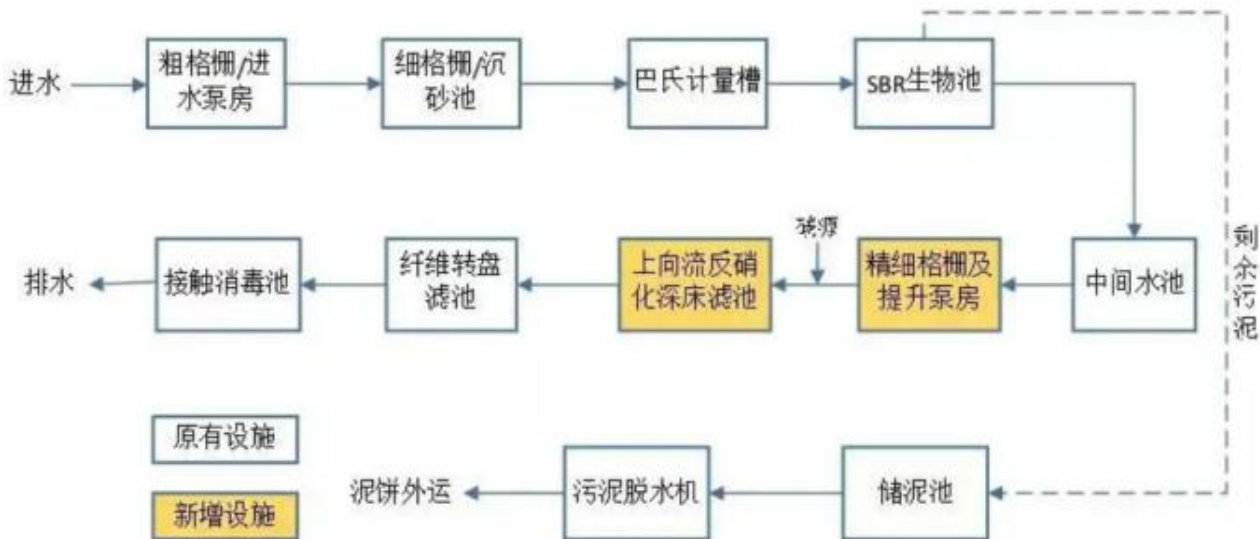 进水
粗格栅/进
水泵房
细格栅/沉
砂池
巴氏计量槽
SBR生物池
剩余污泥
排水
接触消毒池
纤维转盘
滤池
上向流反硝
化深床滤池
碳源
精细格栅及
提升泵房
中间水池
原有设施
新增设施
泥饼外运
污泥脱水机
储泥池